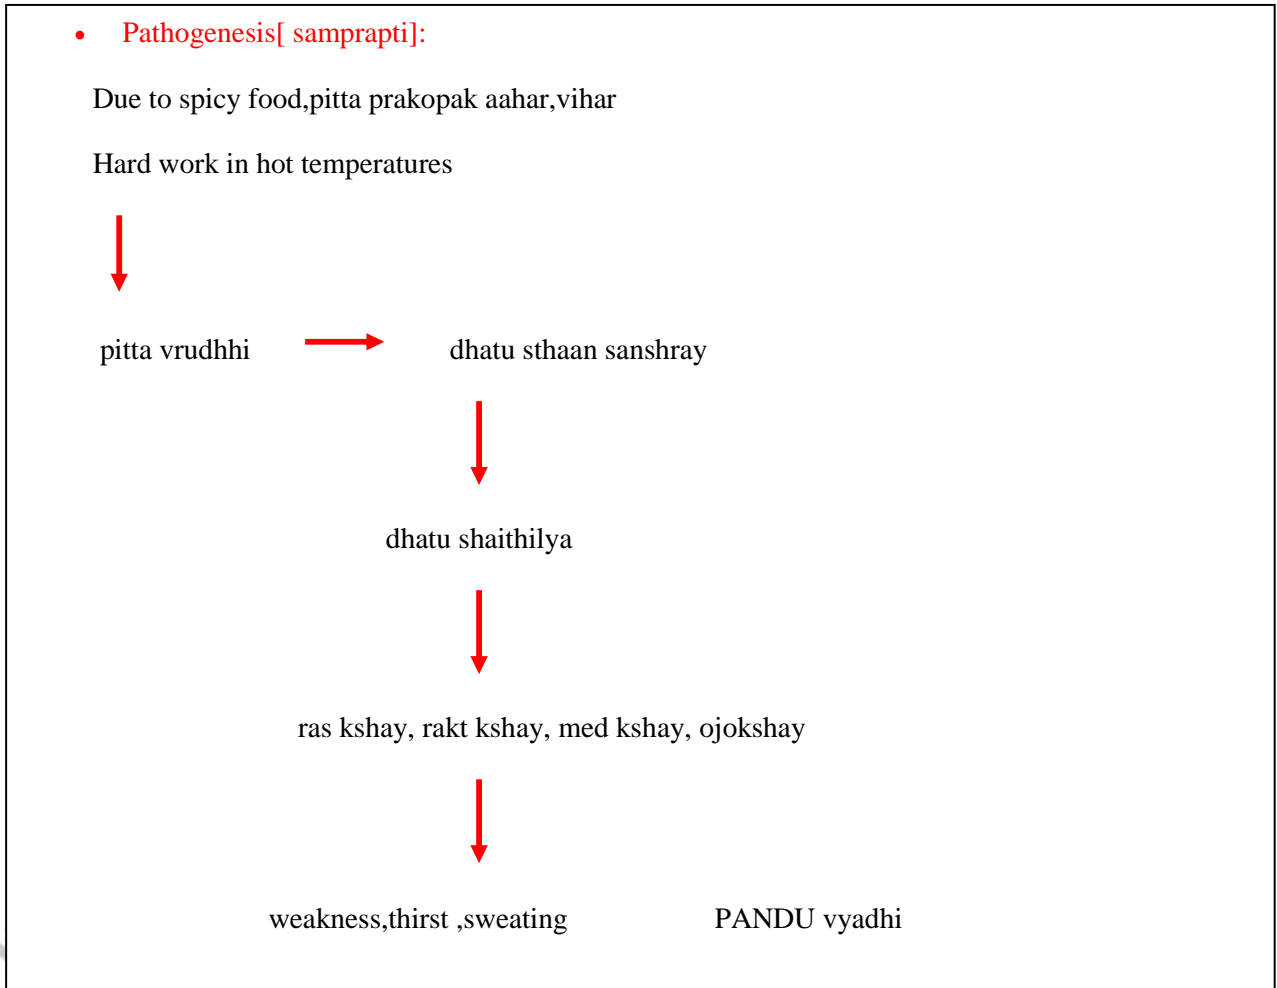 • Pathogenesis[ samprapti]:
Due to spicy food,pitta prakopak aahar,vihar
Hard work in hot temperatures
pitta vrudhhi dhatu sthaan sanshray
dhatu shaithilya
ras kshay, rakt kshay, med kshay, ojokshay
weakness,thirst ,sweating PANDU vyadhi